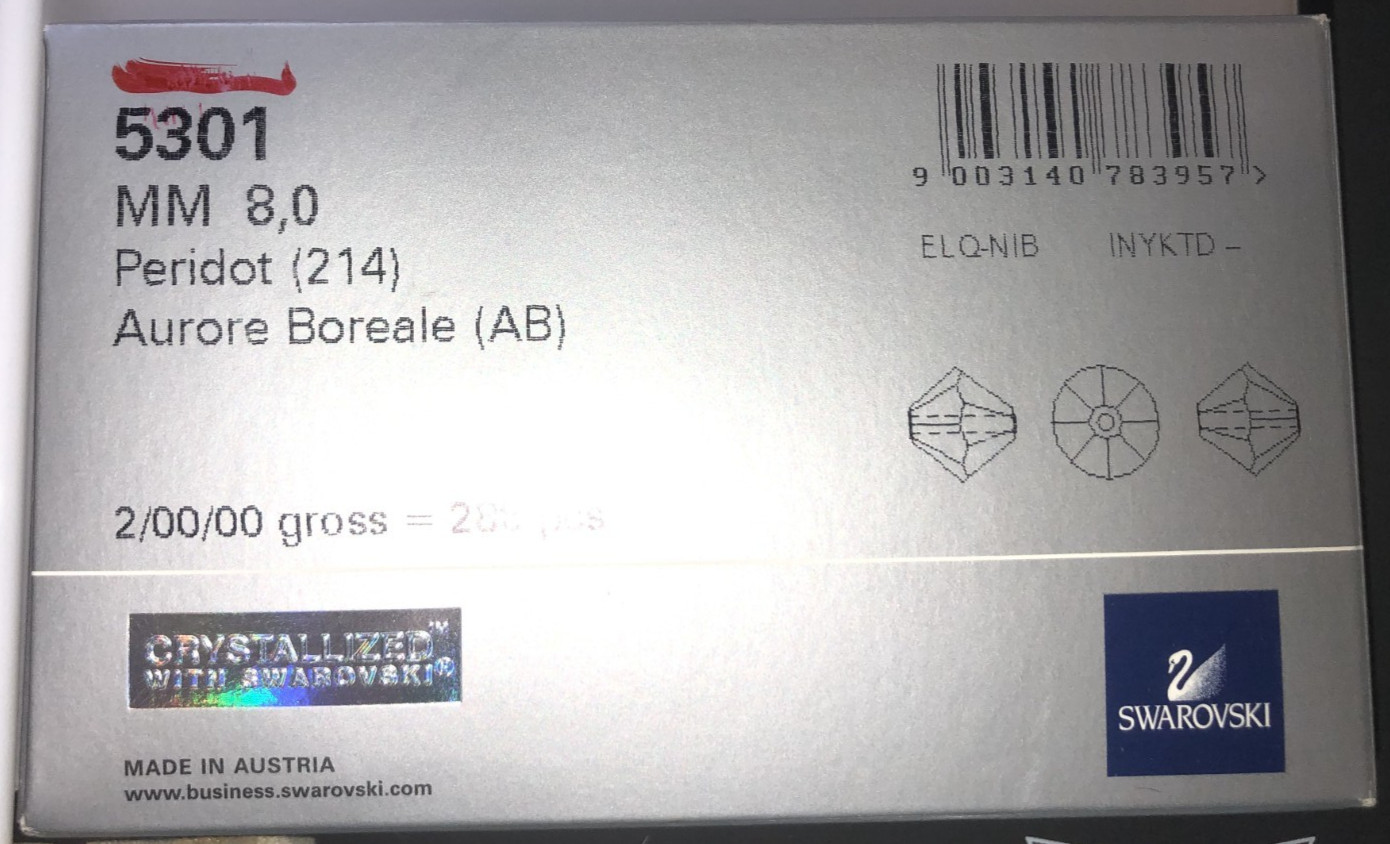 5301
MM 8,0
Peridot (214)
Aurore Boreale (AB)
2/00/00 gross =
9 003140 783957 >
ELQ-NIB INYKTD –
CRYSTALLIZED™
WITH SWAROVSKI®
MADE IN AUSTRIA
www.business.swarovski.com
SWAROVSKI